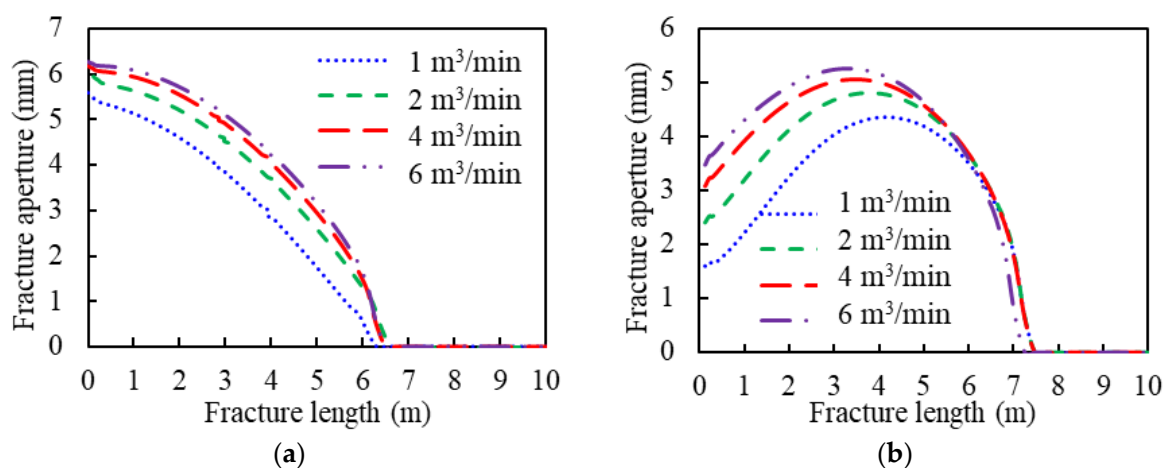 7
6
5
4
3
2
1
0
Fracture aperture (mm)
1 m³/min
2 m³/min
4 m³/min
6 m³/min
0 1 2 3 4 5 6 7 8 9 10
Fracture length (m)
(a)
6
5
4
3
2
1
0
Fracture aperture (mm)
1 m³/min
2 m³/min
4 m³/min
6 m³/min
0 1 2 3 4 5 6 7 8 9 10
Fracture length (m)
(b)